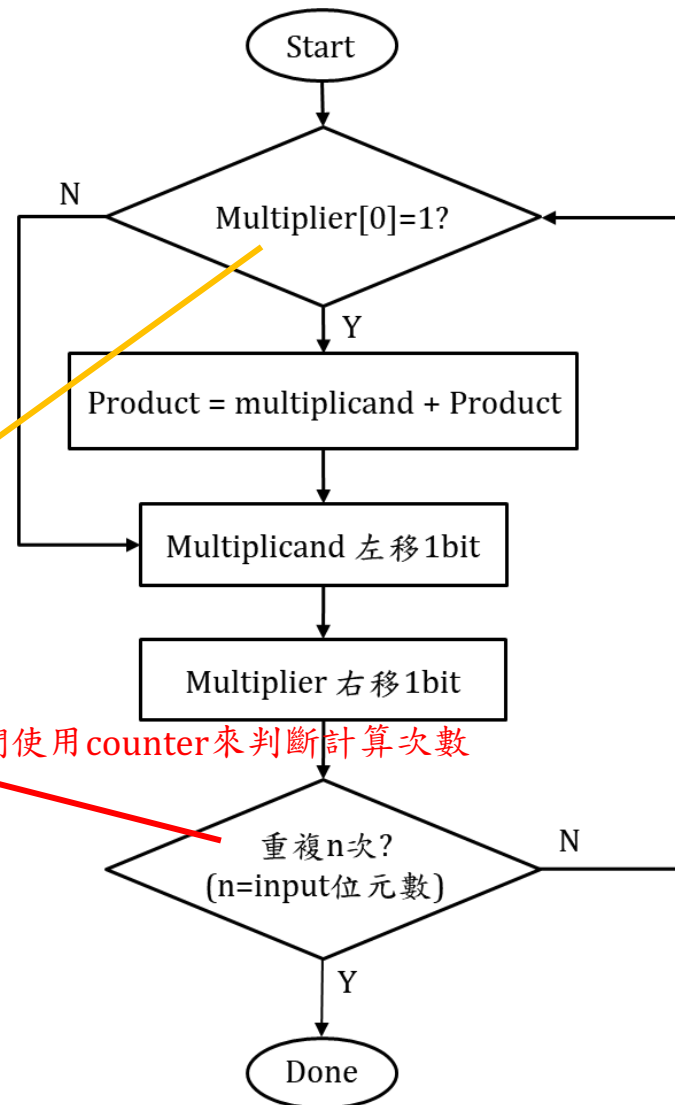 Start
N
Multiplier[0]=1?
Y
Product = multiplicand + Product
Multiplicand 左移1bit
Multiplier 右移1bit
使用counter來判斷計算次數
重複n次?
N
(n=input位元數)
Y
Done